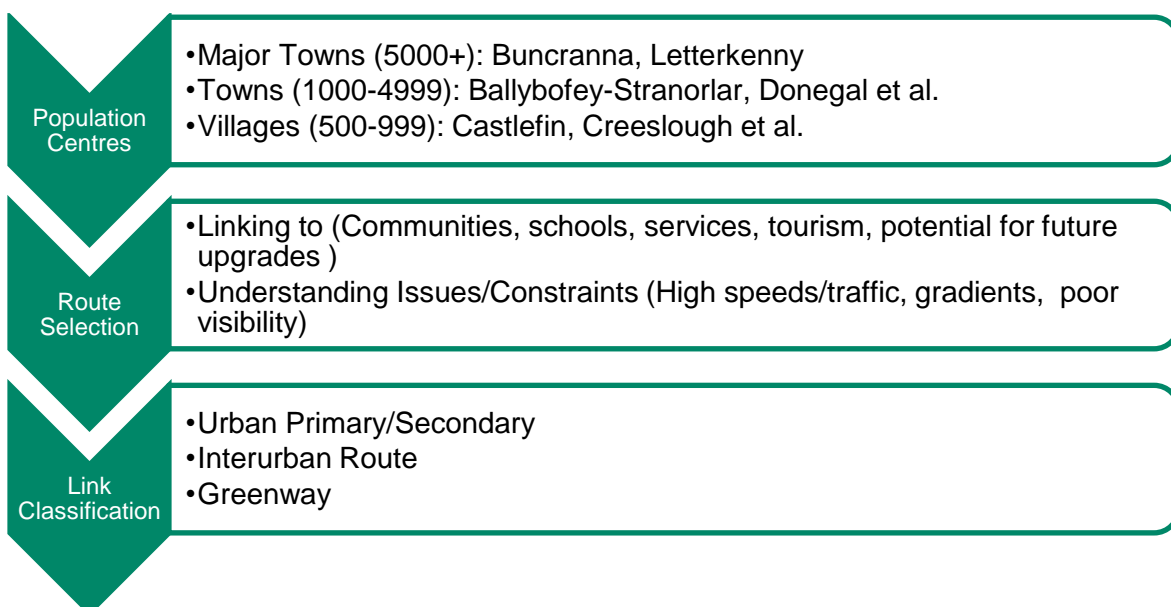 Population
Centres
•Major Towns (5000+): Buncranna, Letterkenny
•Towns (1000-4999): Ballybofey-Stranorlar, Donegal et al.
•Villages (500-999): Castlefin, Creeslough et al.
Route
Selection
•Linking to (Communities, schools, services, tourism, potential for future
upgrades )
•Understanding Issues/Constraints (High speeds/traffic, gradients, poor
visibility)
Link
Classification
•Urban Primary/Secondary
•Interurban Route
•Greenway